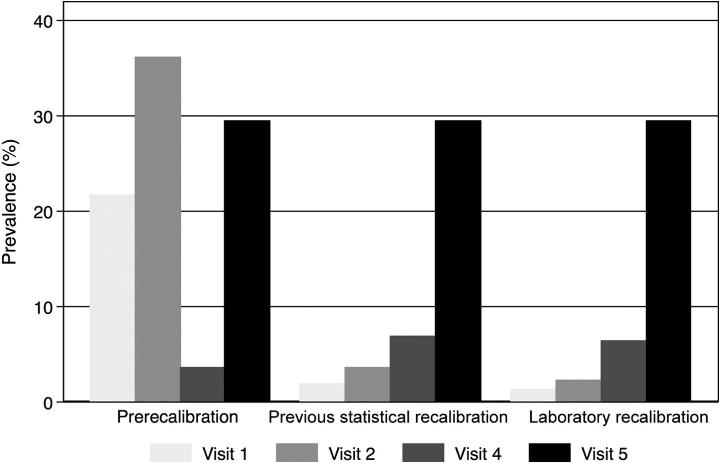 Prevalence (%)
40
30
20
10
0
Prerecalibration
Previous statistical recalibration
Laboratory recalibration
Visit 1
Visit 2
Visit 4
Visit 5